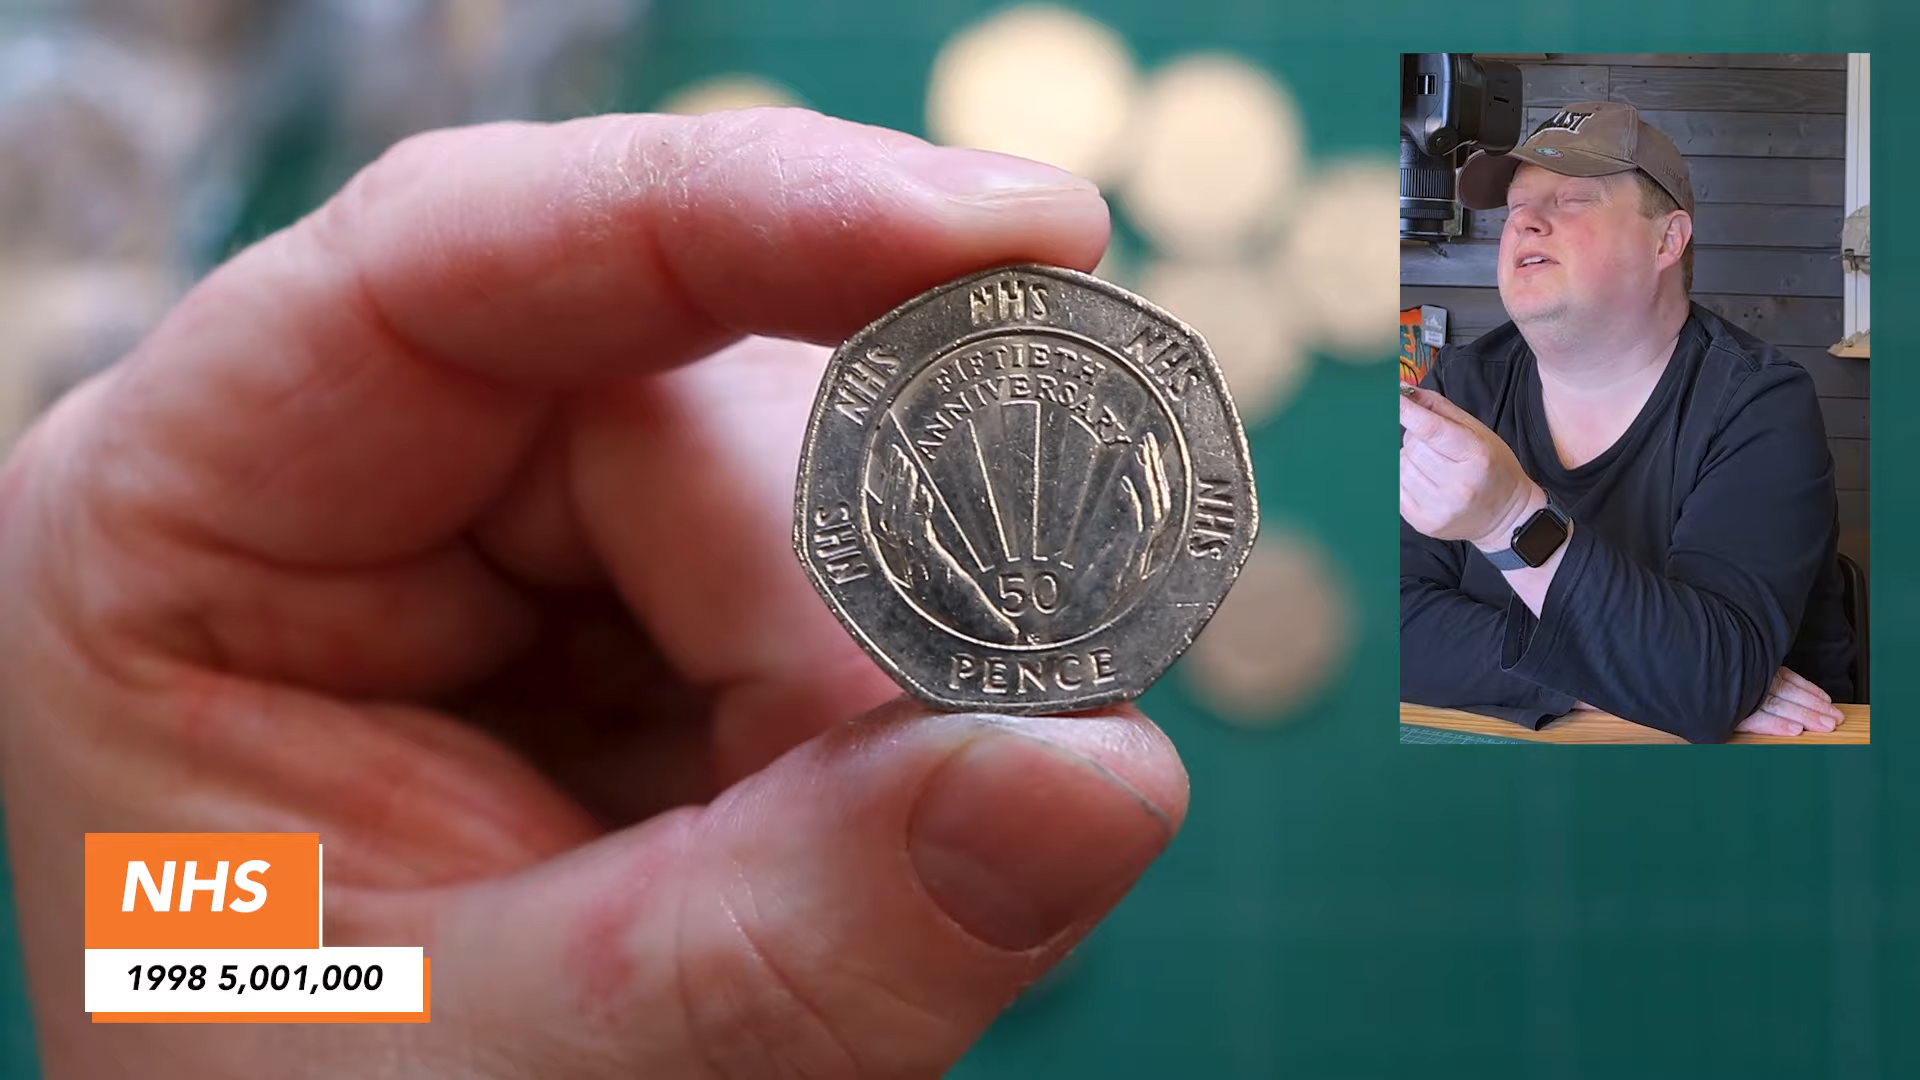 NHS
NHS
NHS
NHS
NHS
FIFTIETH
ANNIVERSARY
50
PENCE
NHS
1998 5,001,000